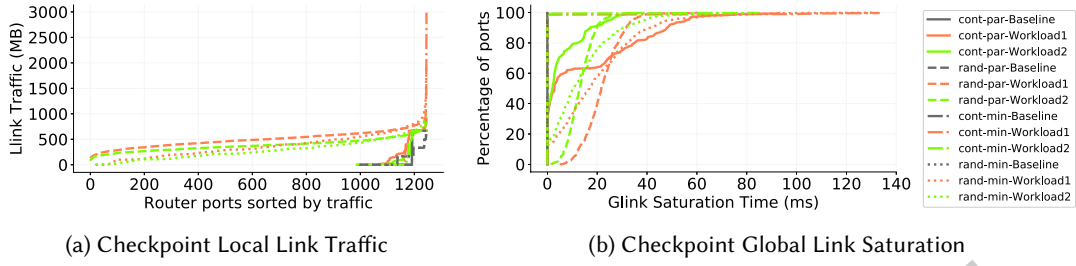 3000
2500
2000
1500
1000
500
0
Llink Traffic (MB)
0 200 400 600 800 1000 1200
Router ports sorted by traffic
(a) Checkpoint Local Link Traffic
100
80
60
40
20
0
Percentage of ports
0 20 40 60 80 100 120 140
Glink Saturation Time (ms)
(b) Checkpoint Global Link Saturation
cont-par-Baseline
cont-par-Workload1
cont-par-Workload2
rand-par-Baseline
rand-par-Workload1
rand-par-Workload2
cont-min-Baseline
cont-min-Workload1
cont-min-Workload2
rand-min-Baseline
rand-min-Workload1
rand-min-Workload2